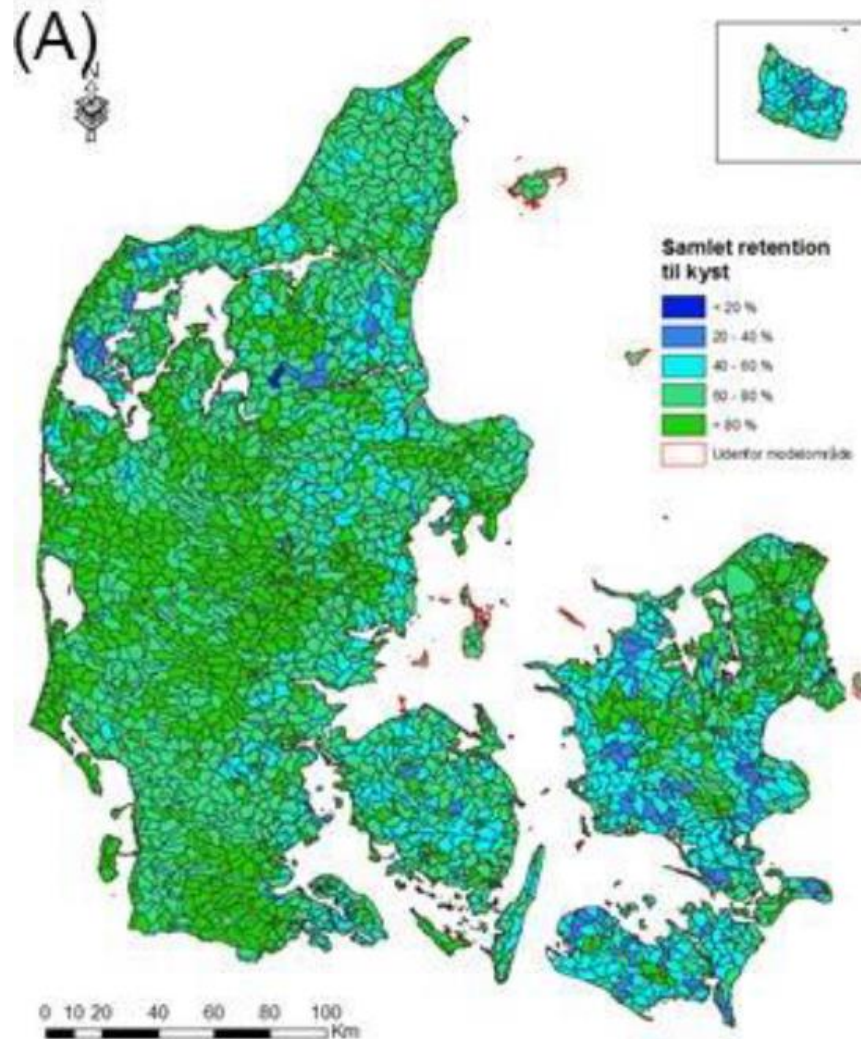 (A)
N
Samlet retention
til kyst
< 20 %
20 - 40 %
40 - 60 %
60 - 80 %
> 80 %
Udenfor modelområde
0 10 20 40 60 80 100
Km